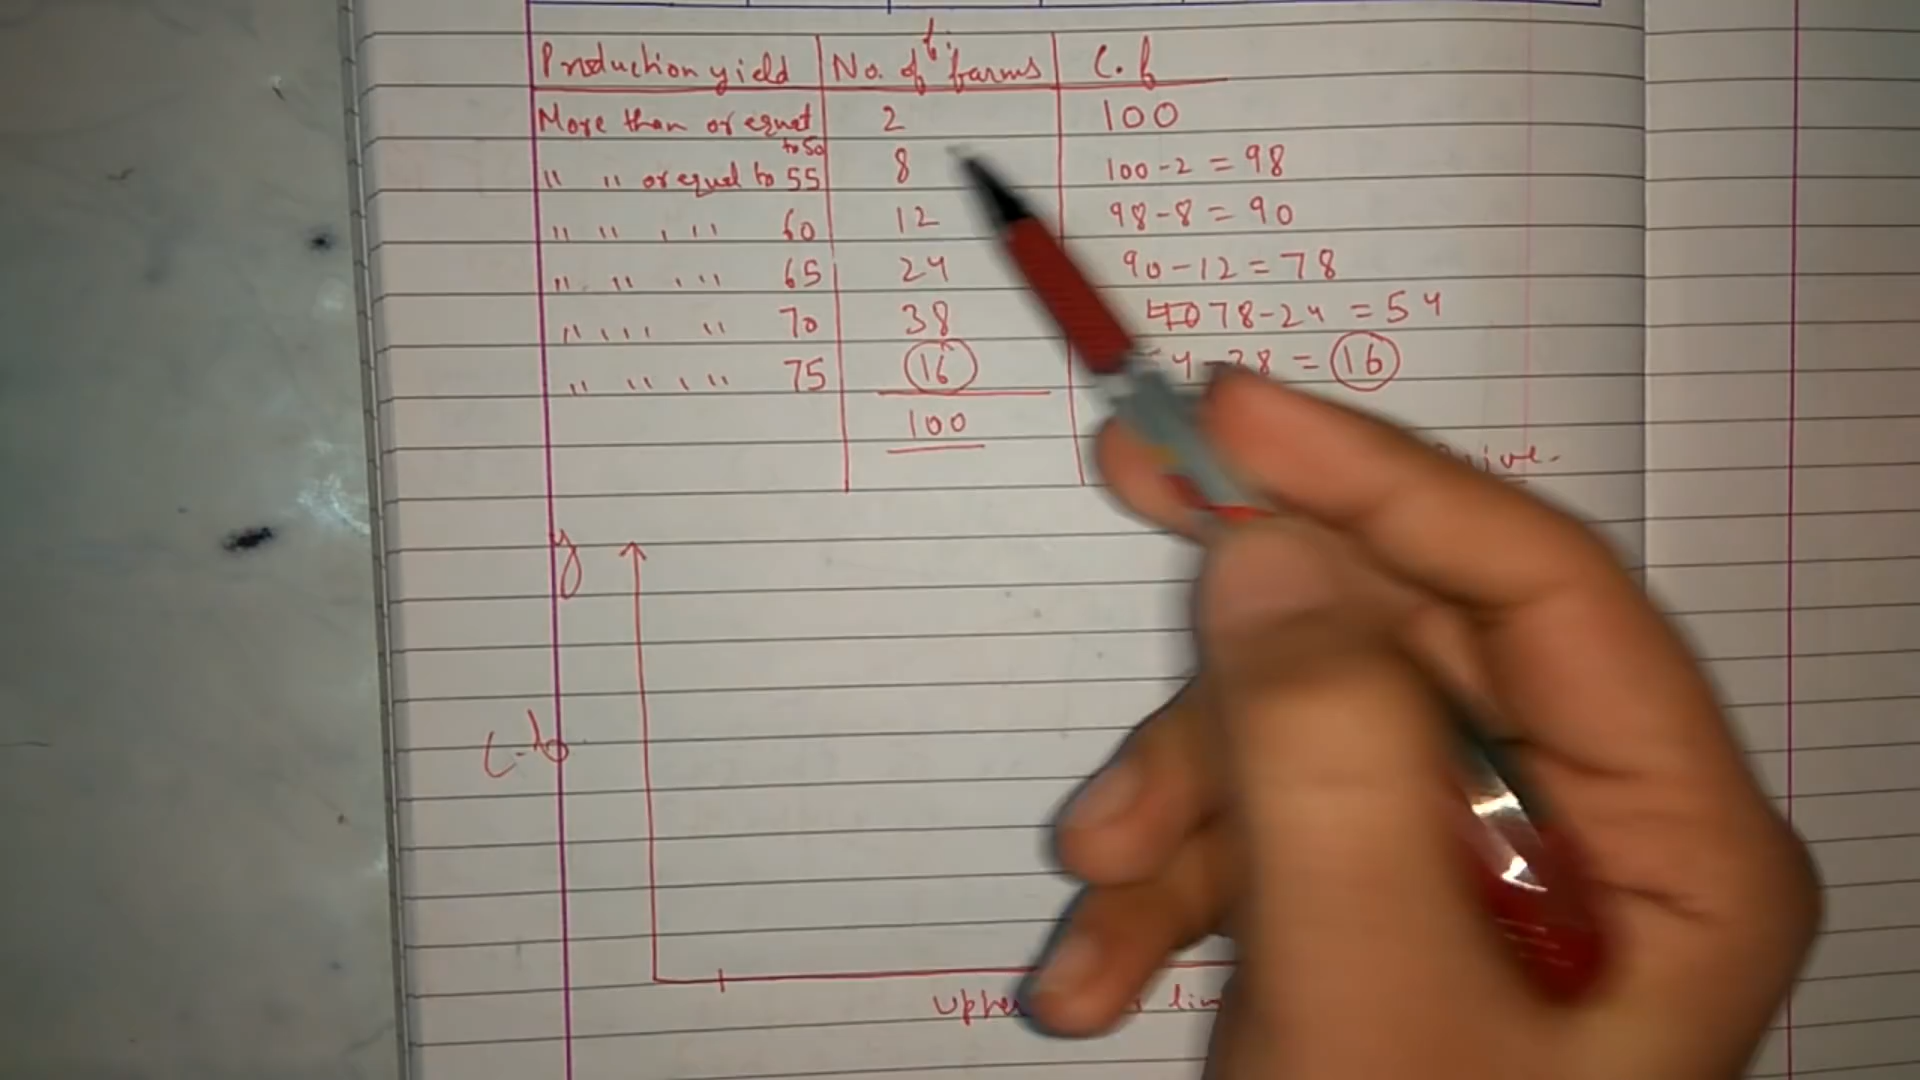 Production yield No. of farms C.f
fi
More than or equal to 50 2 100
" " or equal to 55 8 100-2 = 98
" " , " 60 12 98-8 = 90
" " , " 65 24 90-12 = 78
" " , " 70 38 78-24 = 54
" " , " 75 16 = 16
100
y
c.f